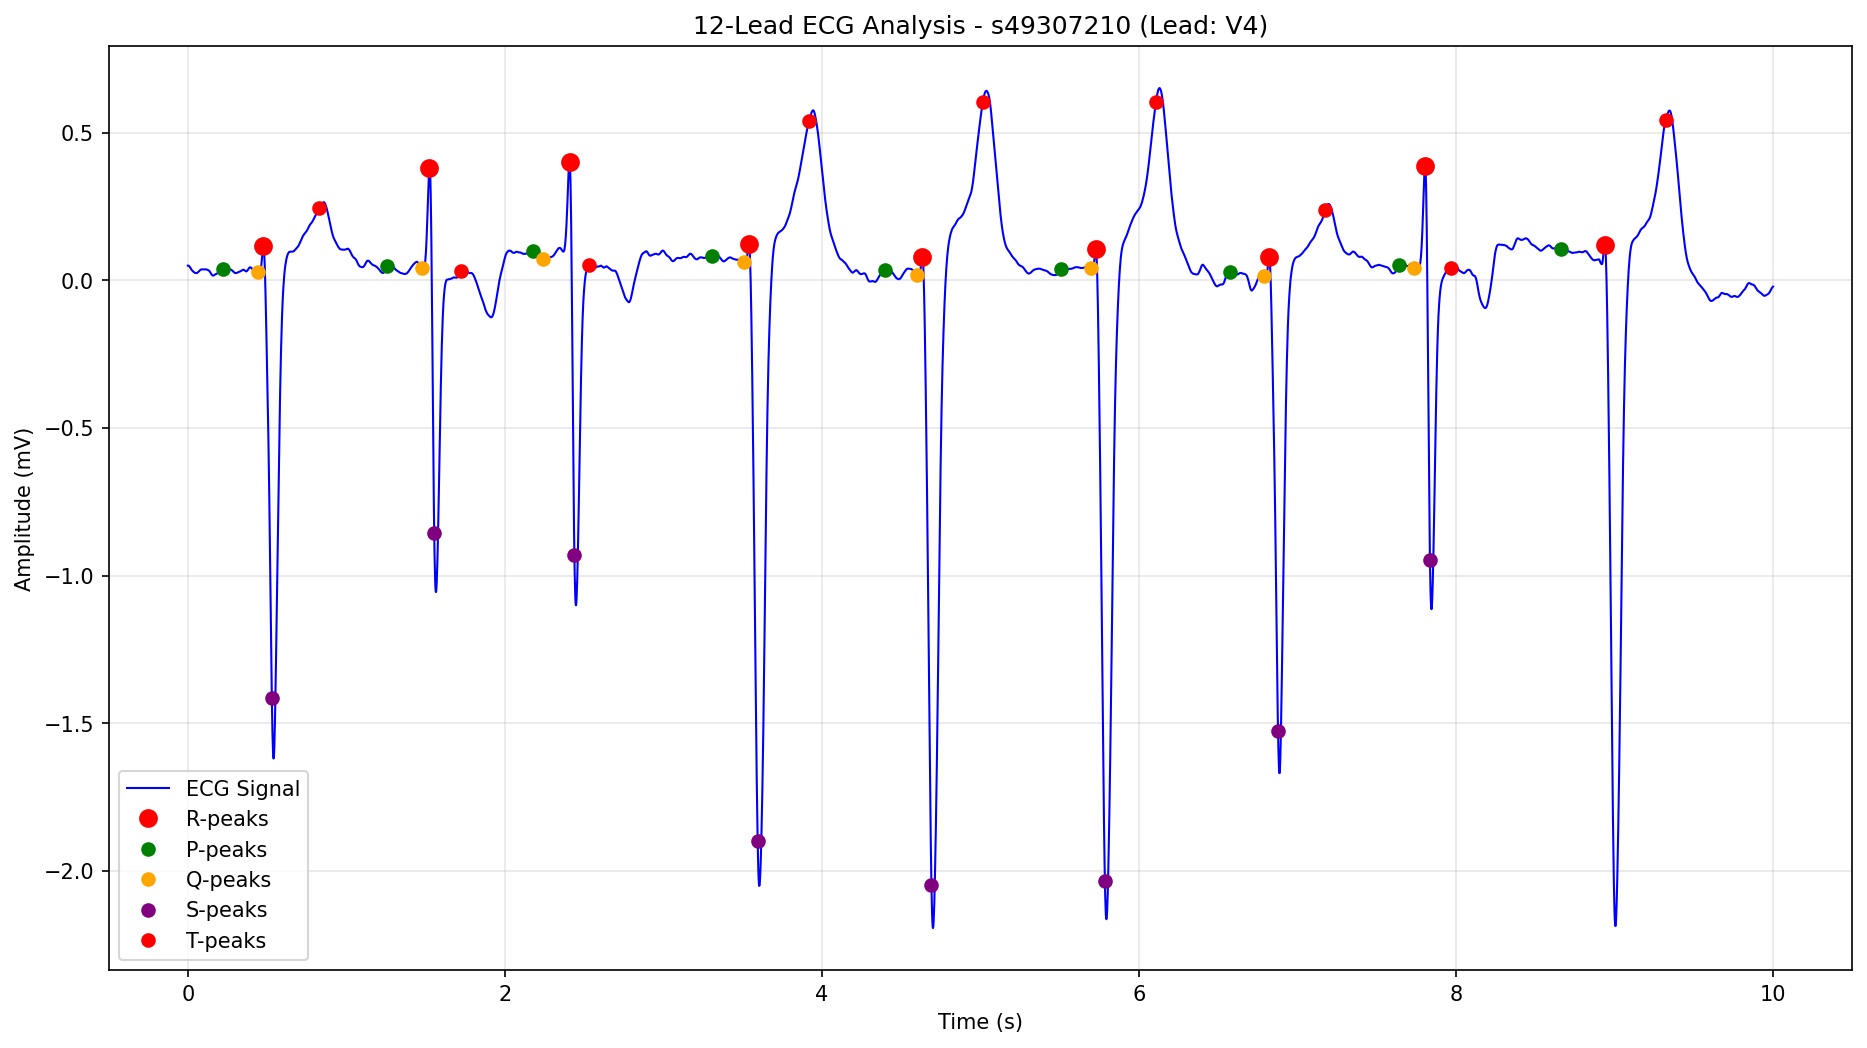 12-Lead ECG Analysis - s49307210 (Lead: V4)
Amplitude (mV)
0.5
0.0
−0.5
−1.0
−1.5
−2.0
ECG Signal
R-peaks
P-peaks
Q-peaks
S-peaks
T-peaks
0 2 4 6 8 10
Time (s)